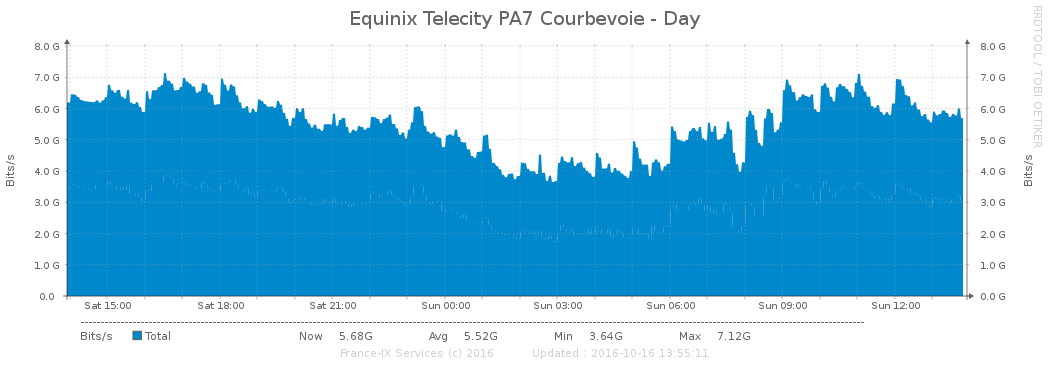 Equinix Telecity PA7 Courbevoie - Day
RRDTOOL / TOBI OETIKER
8.0 G 8.0 G
7.0 G 7.0 G
6.0 G 6.0 G
5.0 G 5.0 G
4.0 G 4.0 G
3.0 G 3.0 G
2.0 G 2.0 G
1.0 G 1.0 G
0.0 0.0 G
Bits/s
Bits/s
Sat 15:00 Sat 18:00 Sat 21:00 Sun 00:00 Sun 03:00 Sun 06:00 Sun 09:00 Sun 12:00
Bits/s Total Now 5.68G Avg 5.52G Min 3.64G Max 7.12G
France-IX Services (c) 2016 Updated : 2016-10-16 13:55:11